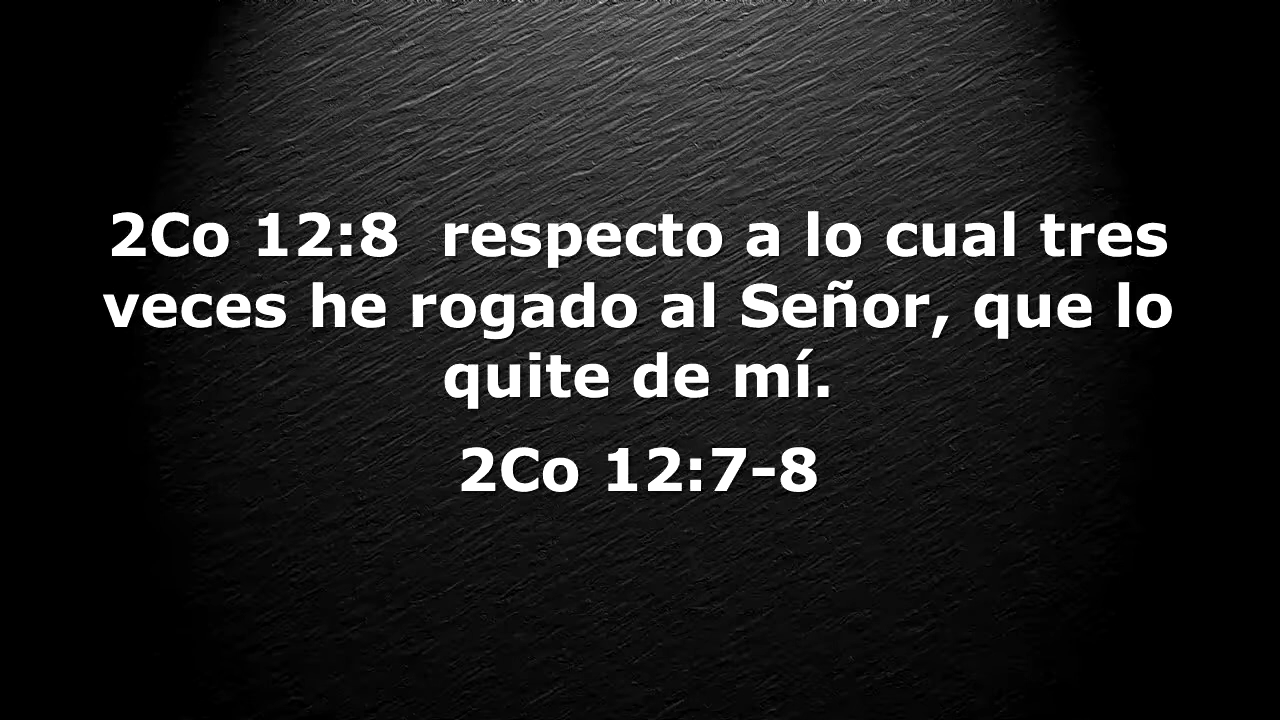 2Co 12:8  respecto a lo cual tres
veces he rogado al Señor, que lo
quite de mí.
2Co 12:7-8